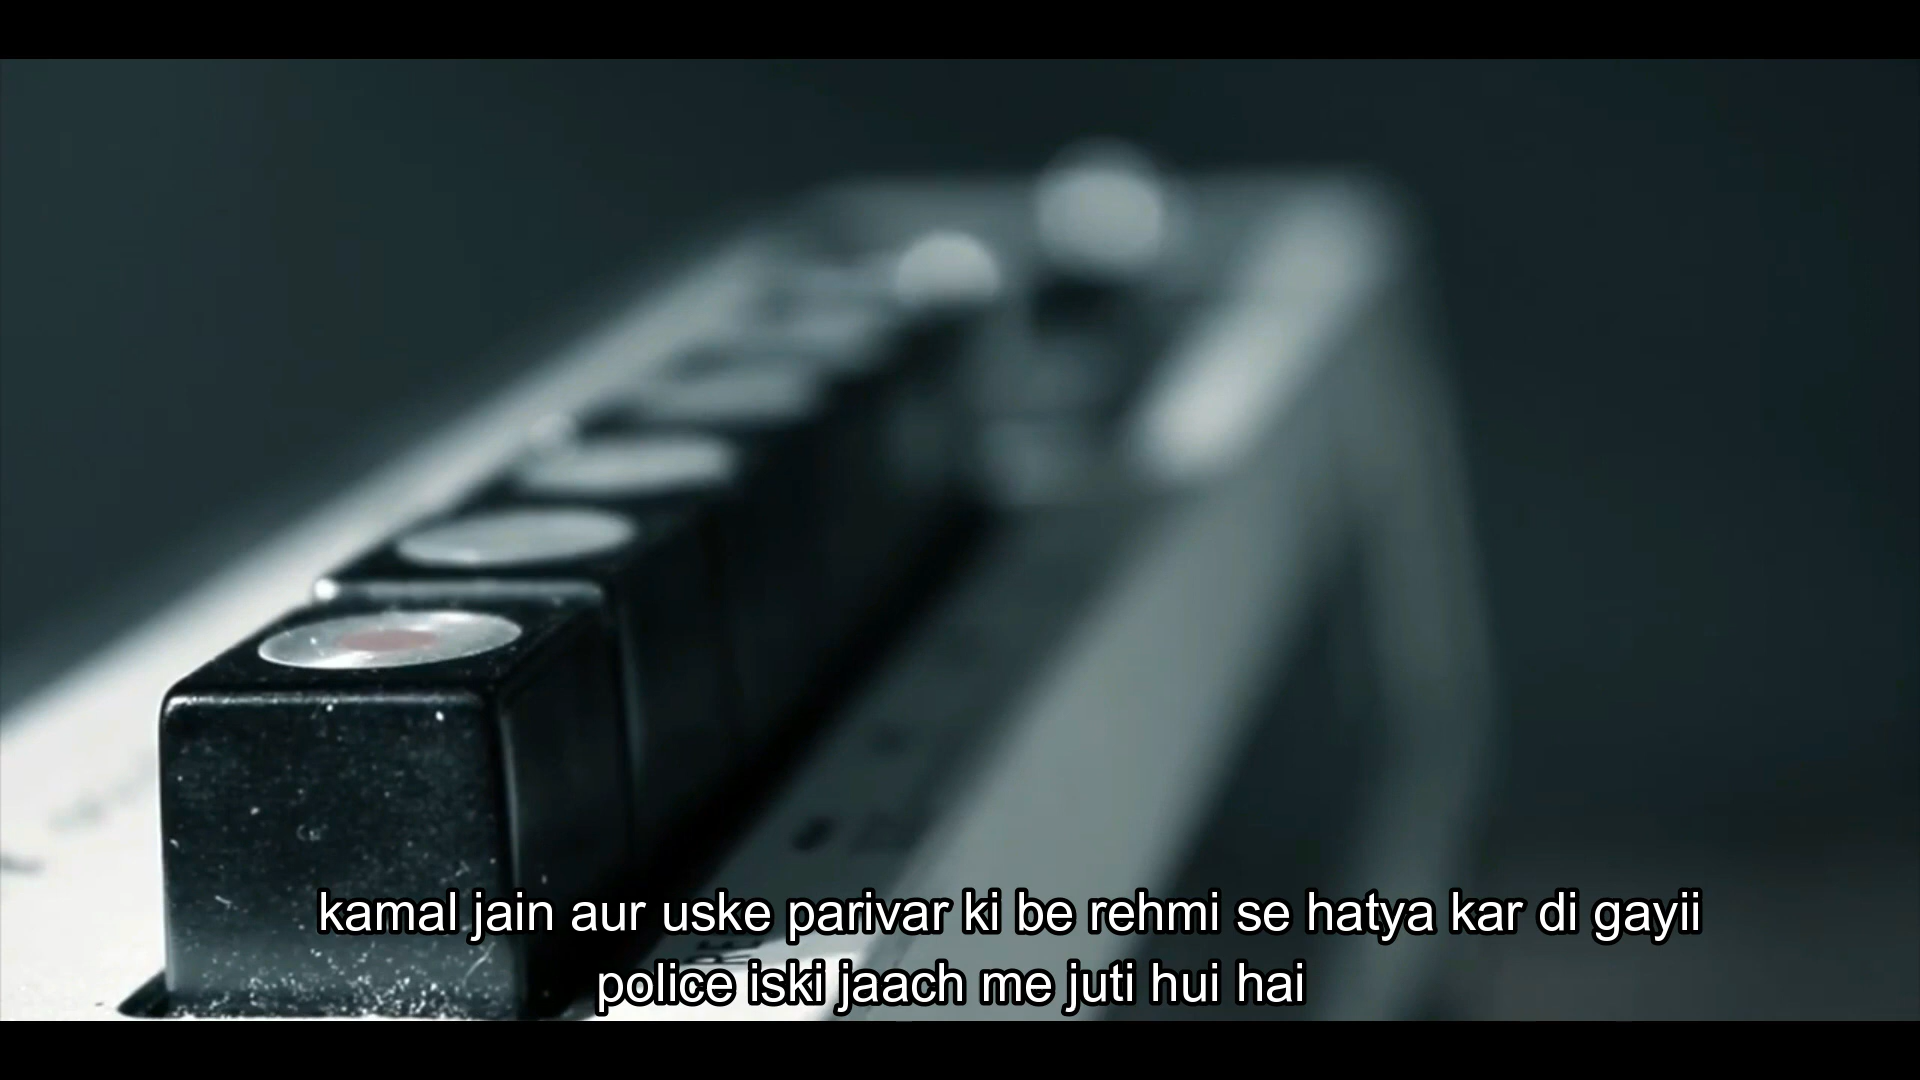 kamal jain aur uske parivar ki be rehmi se hatya kar di gayii
police iski jaach me juti hui hai